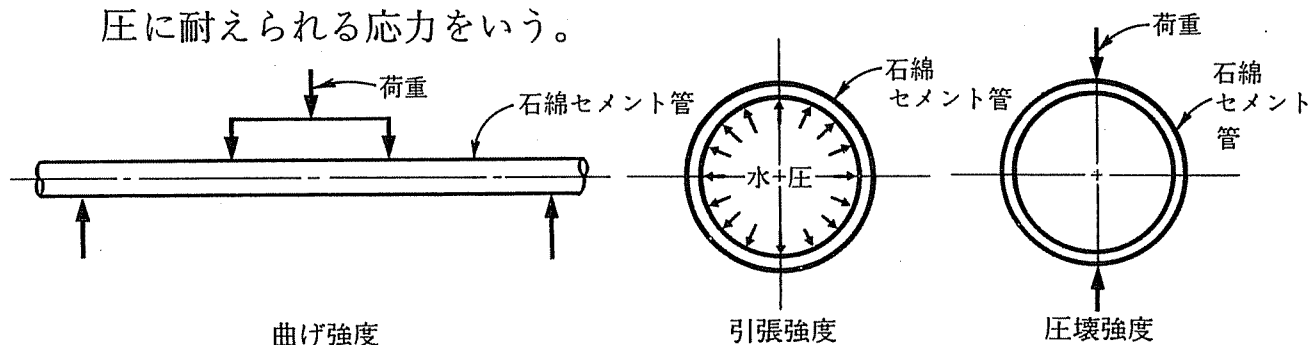 圧に耐えられる応力をいう。
荷重
石綿セメント管
曲げ強度
石綿
セメント管
水圧
引張強度
荷重
石綿
セメント
管
圧壊強度